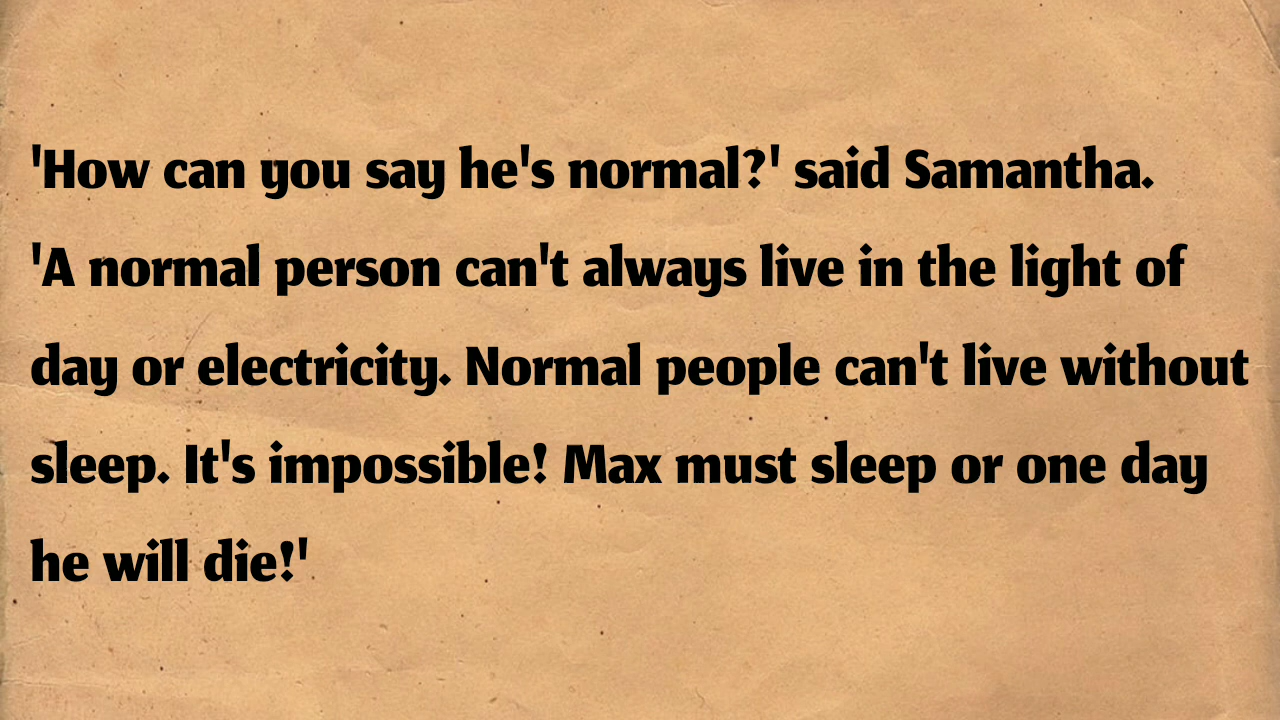 'How can you say he's normal?' said Samantha.
'A normal person can't always live in the light of
day or electricity. Normal people can't live without
sleep. It's impossible! Max must sleep or one day
he will die!'